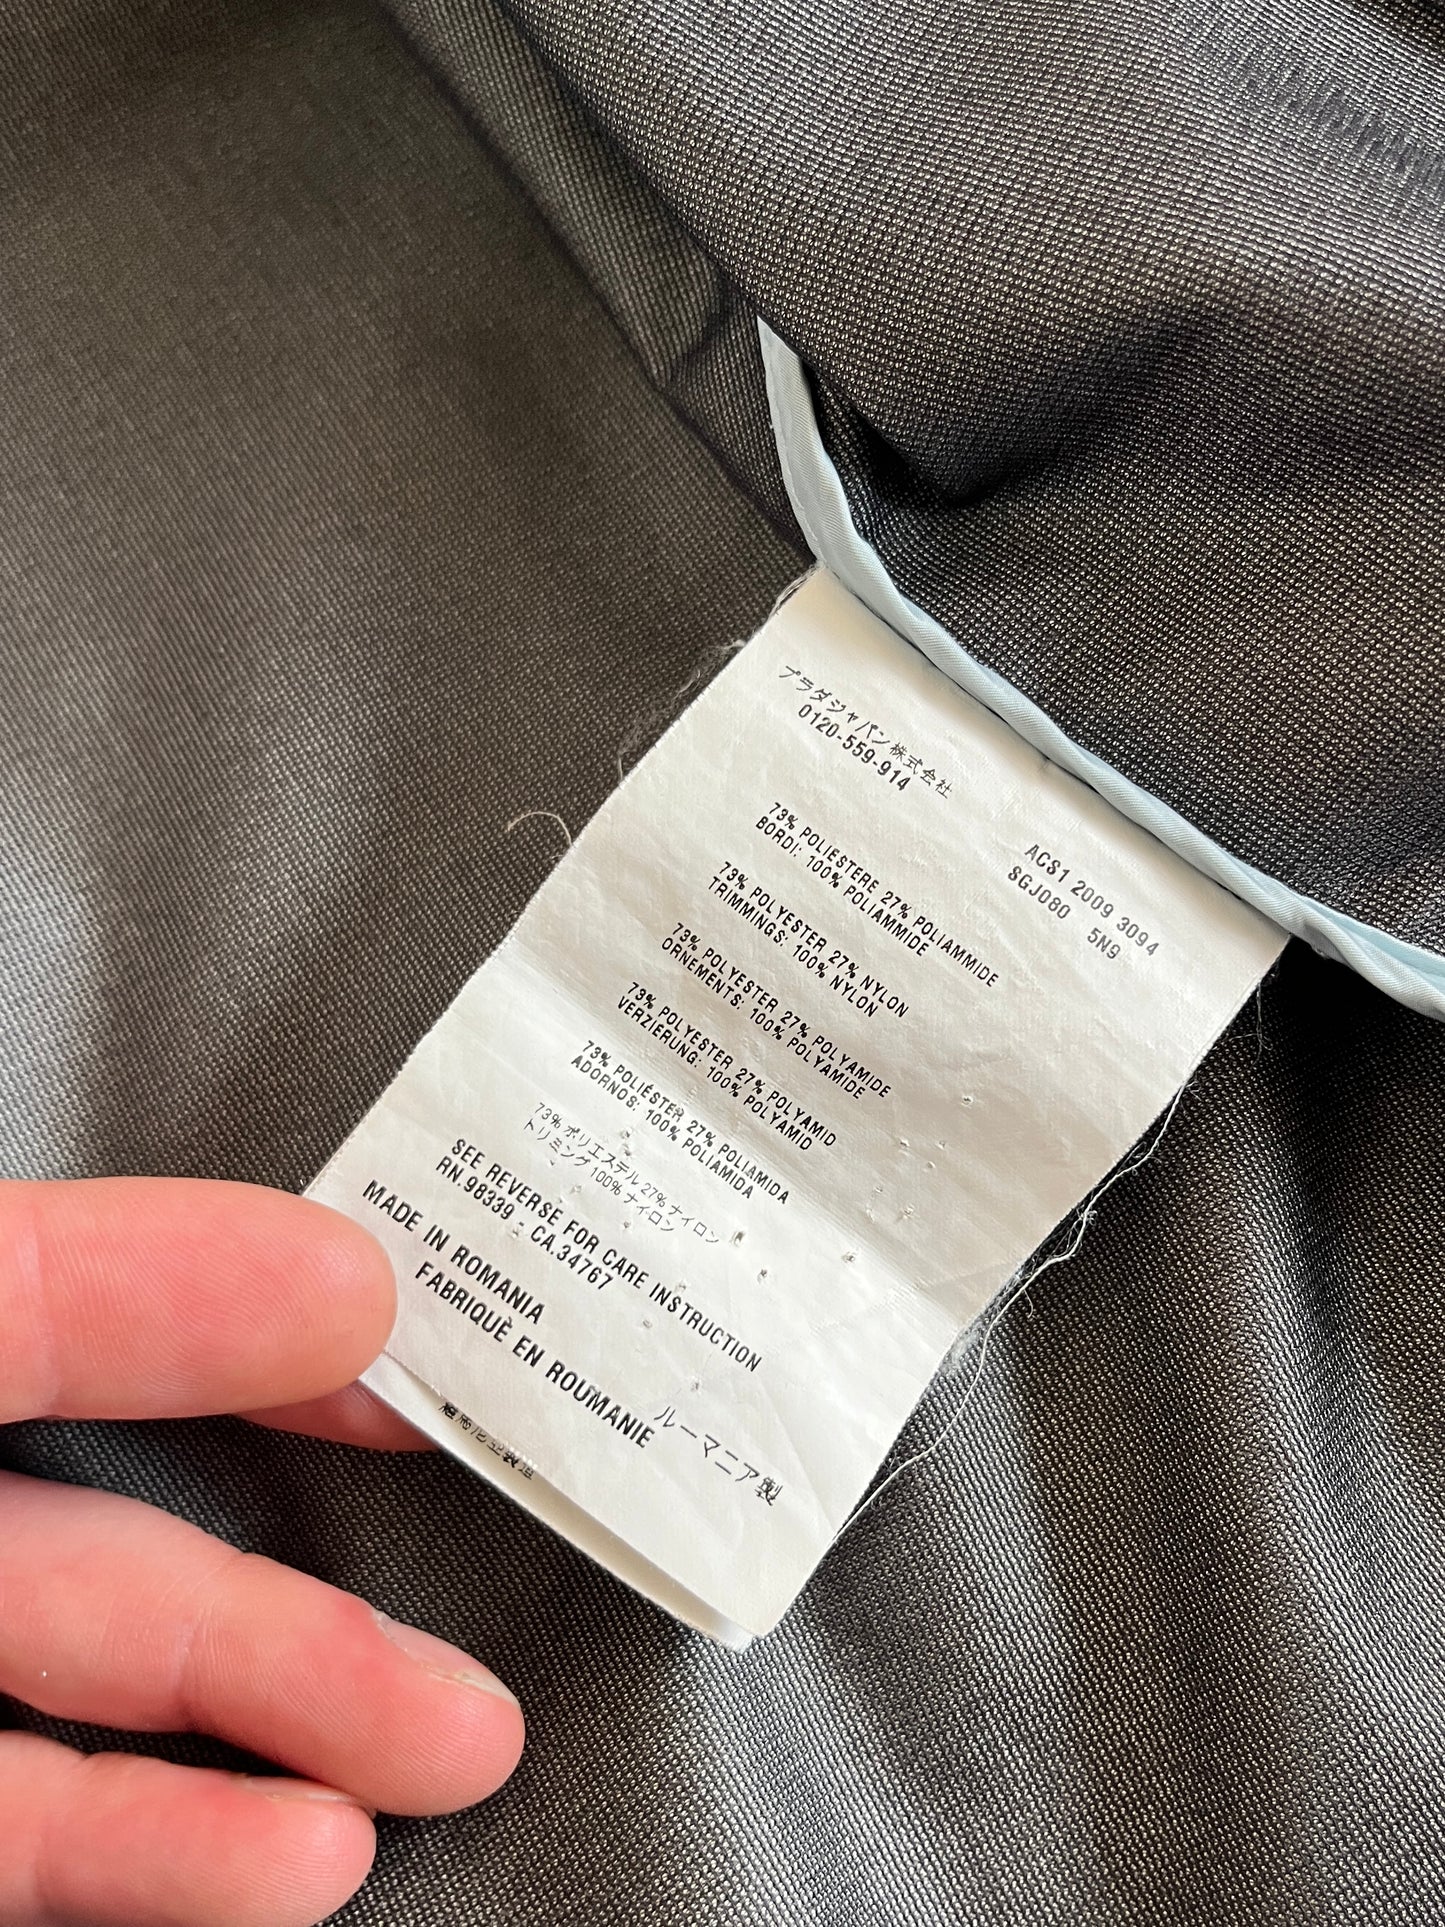 プラダジャパン株式会社
0120-559-914
ACS1 2009 3094
SGJ080 5N9
73% POLIESTERE 27% POLIAMMIDE
BORDI: 100% POLIAMMIDE
73% POLYESTER 27% NYLON
TRIMMINGS: 100% NYLON
73% POLYESTER 27% POLYAMIDE
ORNEMENTS: 100% POLYAMIDE
73% POLYESTER 27% POLYAMID
VERZIERUNG: 100% POLYAMID
73% POLIÉSTER 27% POLIAMIDA
ADORNOS: 100% POLIAMIDA
73% ポリエステル 27% ナイロン
トリミング 100% ナイロン
SEE REVERSE FOR CARE INSTRUCTION
RN.98339 - CA.34767
MADE IN ROMANIA
FABRIQUÈ EN ROUMANIE
ルーマニア製